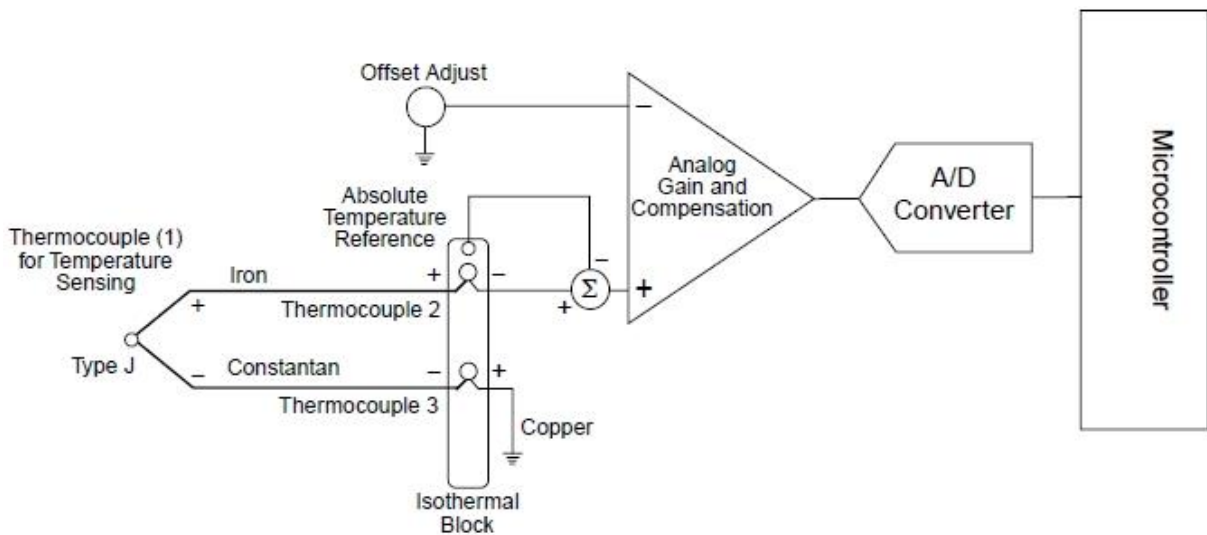 Offset Adjust
−
Analog
Gain and
Compensation
+
A/D
Converter
Microcontroller
Absolute
Temperature
Reference
−
+
Σ
Thermocouple (1)
for Temperature
Sensing
Iron
+
+
−
Thermocouple 2
Type J
Constantan
−
−
+
Thermocouple 3
Copper
Isothermal
Block